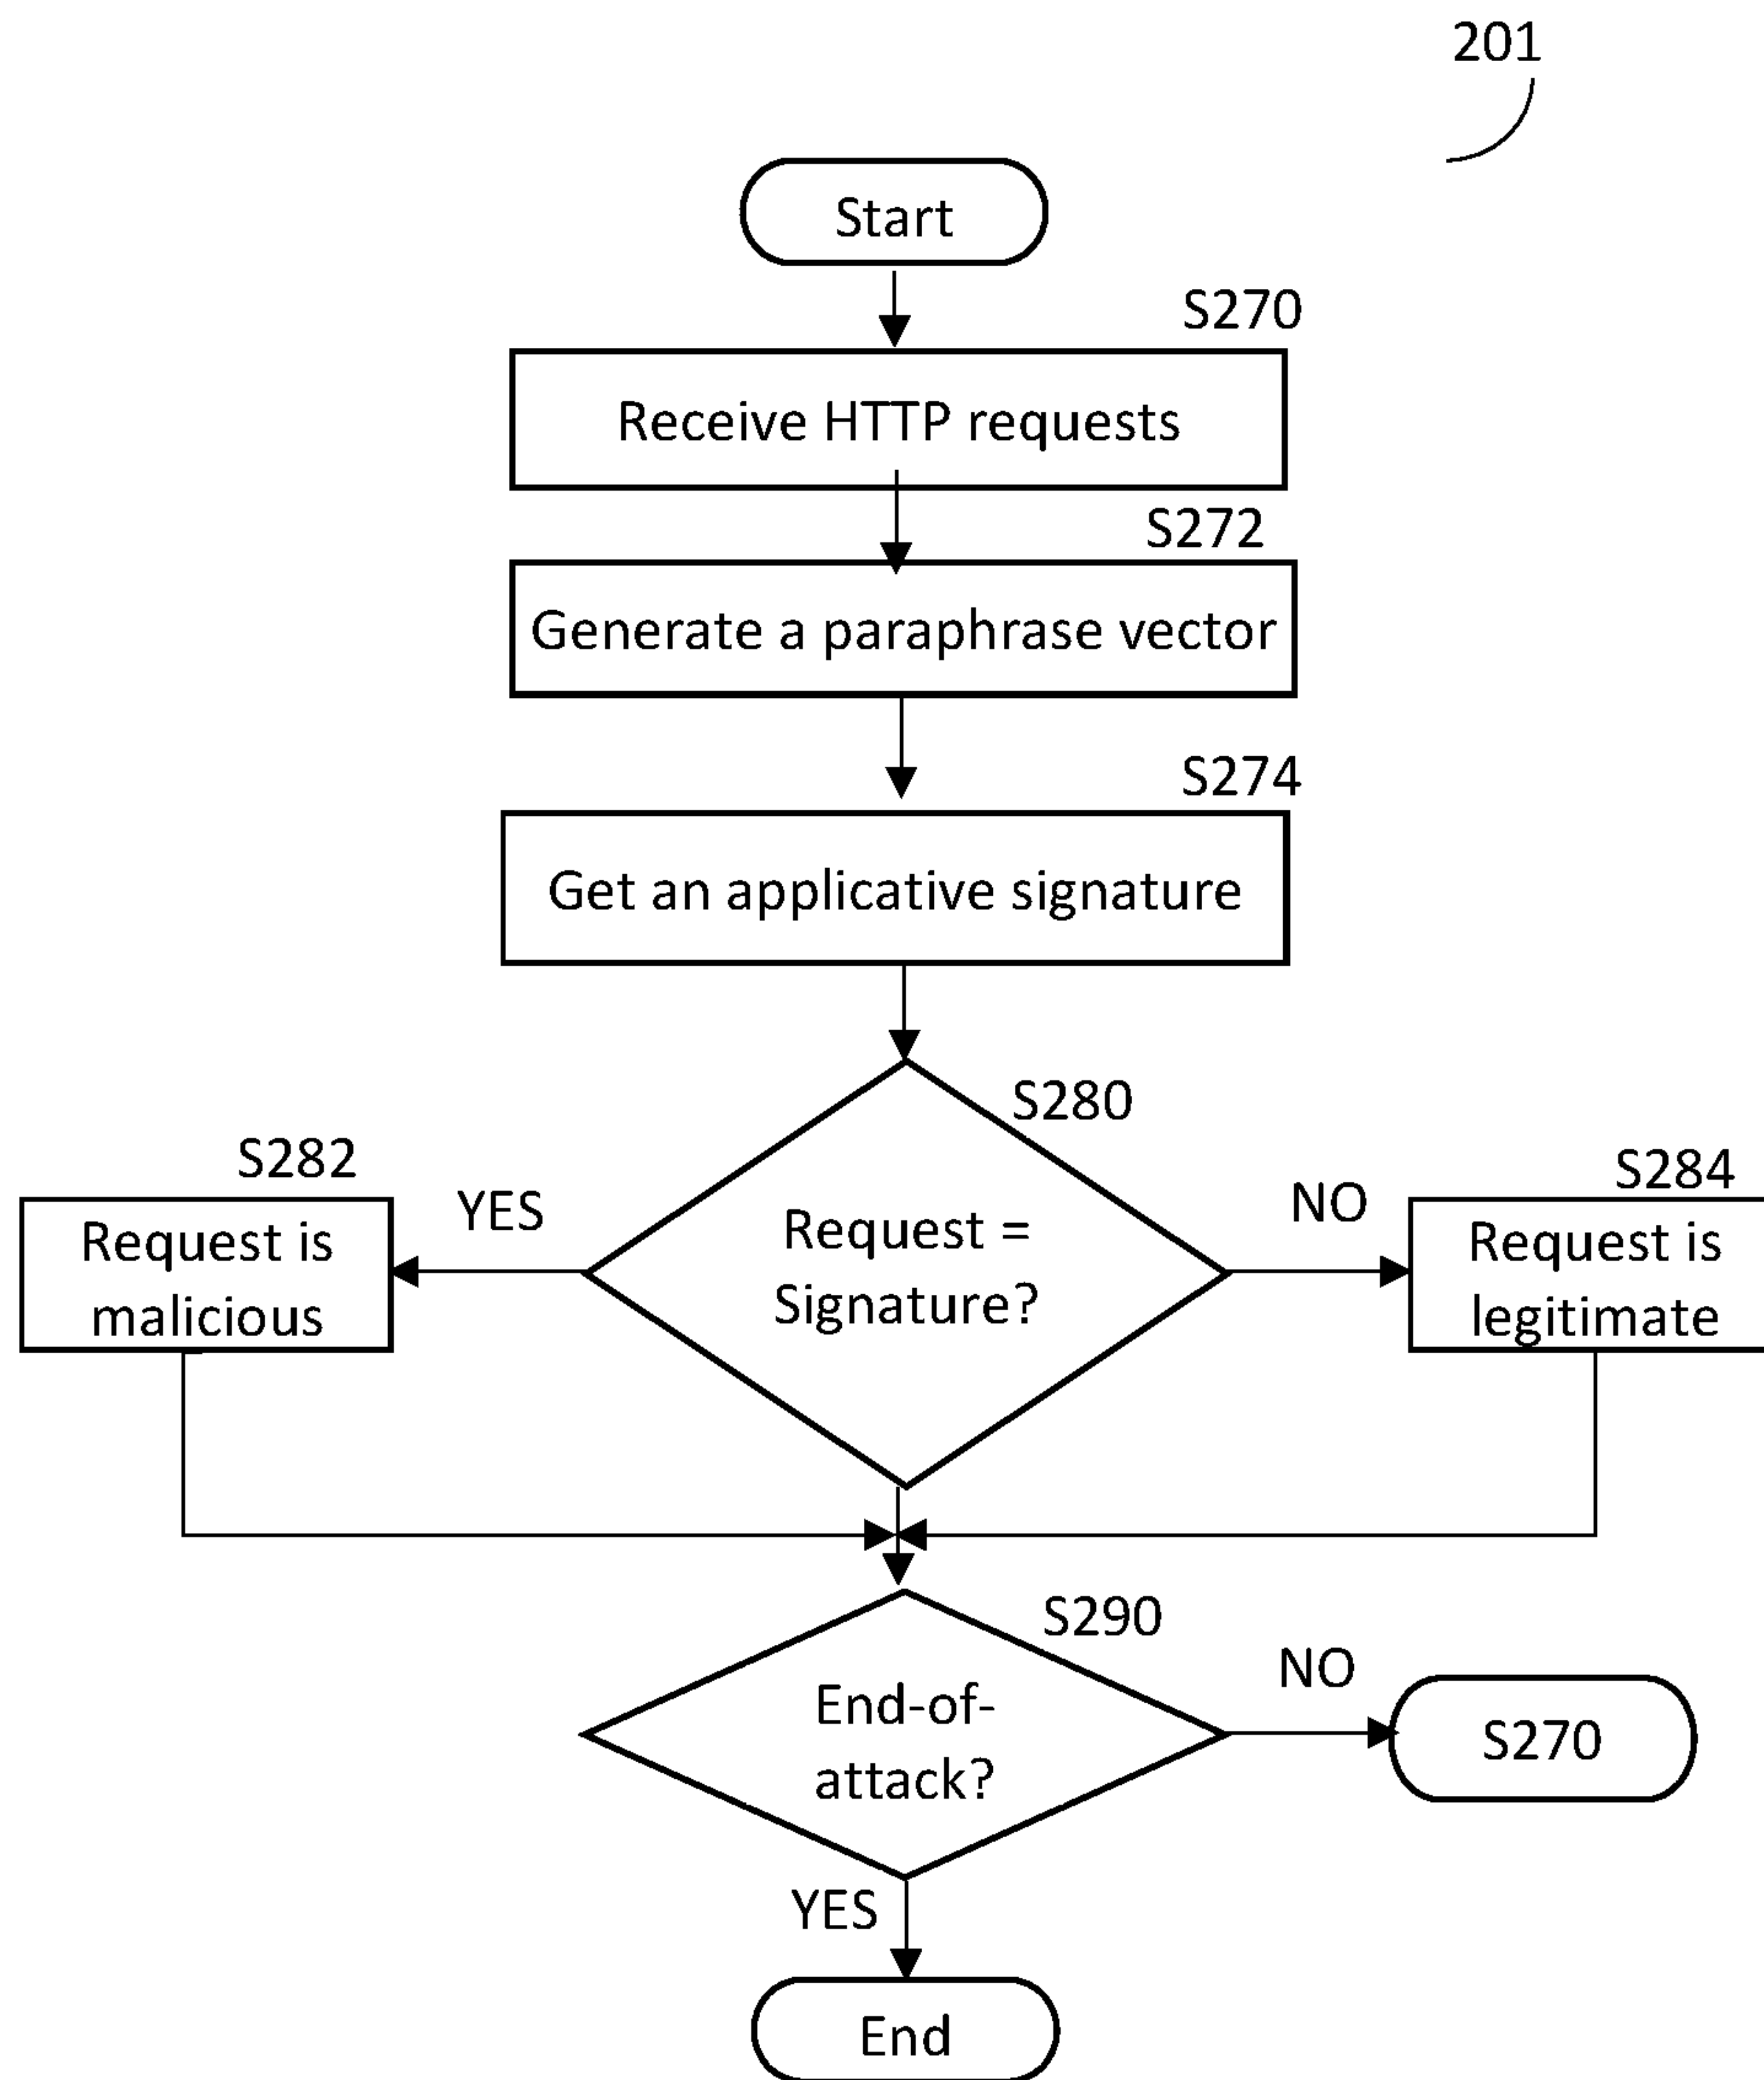 201
Start
S270
Receive HTTP requests
S272
Generate a paraphrase vector
S274
Get an applicative signature
S280
S282
YES
Request =
Signature?
NO
S284
Request is
malicious
Request is
legitimate
S290
End-of-
attack?
NO
S270
YES
End